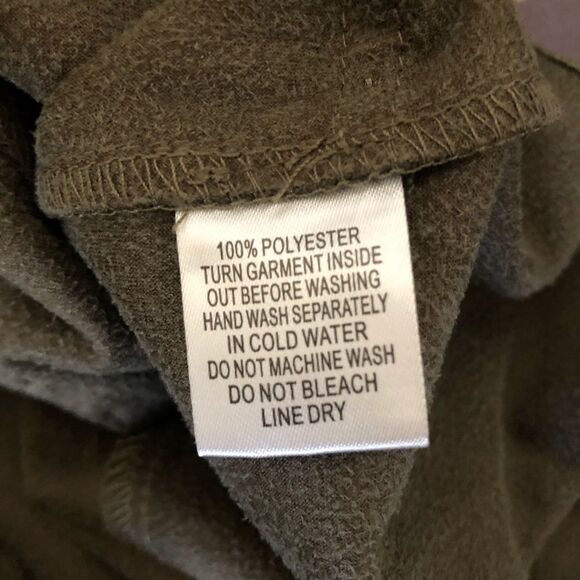 100% POLYESTER
TURN GARMENT INSIDE
OUT BEFORE WASHING
HAND WASH SEPARATELY
IN COLD WATER
DO NOT MACHINE WASH
DO NOT BLEACH
LINE DRY